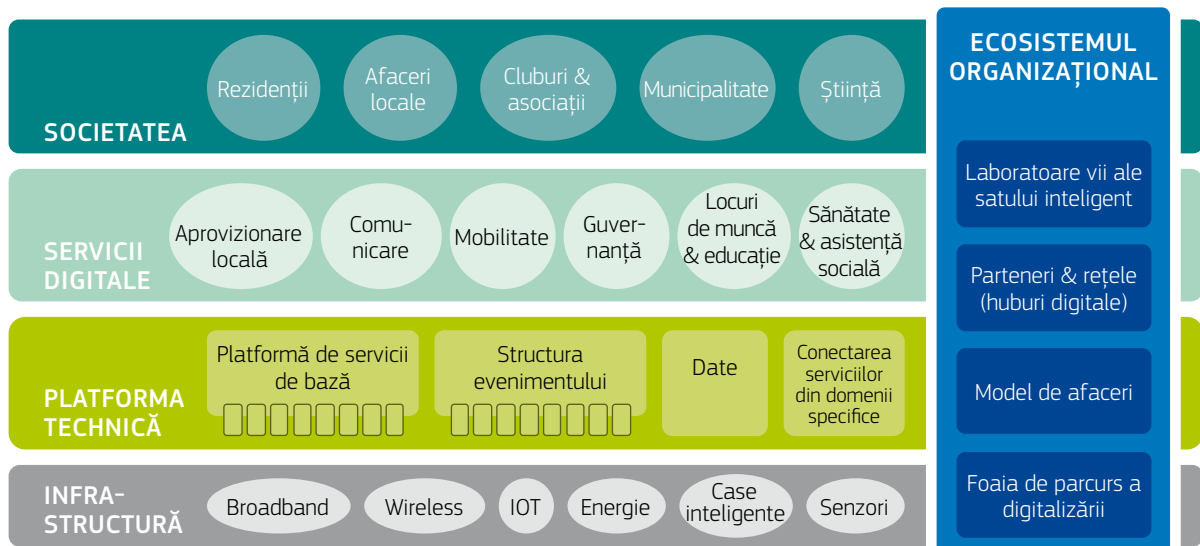 SOCIETATEA
Rezidenții
Afaceri
locale
Cluburi &
asociații
Municipalitate
Știință
SERVICII
DIGITALE
Aprovizionare
locală
Comu-
nicare
Mobilitate
Guver-
nanță
Locuri
de muncă
& educație
Sănătate
& asistență
socială
PLATFORMA
TECHNICĂ
Platformă de servicii
de bază
Structura
evenimentului
Date
Conectarea
serviciilor
din domenii
specifice
INFRA-
STRUCTURĂ
Broadband
Wireless
IOT
Energie
Case
inteligente
Senzori
ECOSISTEMUL
ORGANIZAȚIONAL
Laboratoare vii ale
satului inteligent
Parteneri & rețele
(huburi digitale)
Model de afaceri
Foaia de parcurs a
digitalizării